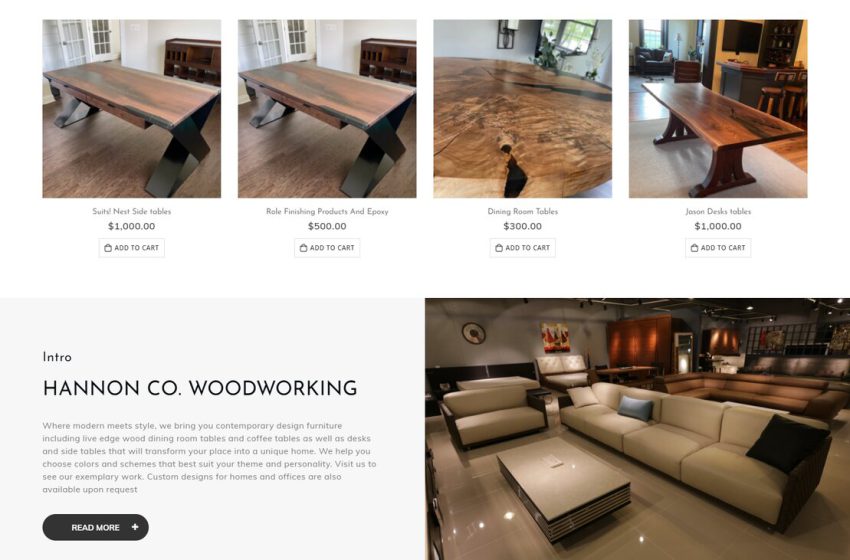 Suits! Nest Side tables
$1,000.00
ADD TO CART
Role Finishing Products And Epoxy
$500.00
ADD TO CART
Dining Room Tables
$300.00
ADD TO CART
Jason Desks tables
$1,000.00
ADD TO CART
Intro
HANNON CO. WOODWORKING
Where modern meets style, we bring you contemporary design furniture
including live edge wood dining room tables and coffee tables as well as desks
and side tables that will transform your place into a unique home. We help you
choose colors and schemes that best suit your theme and personality. Visit us to
see our exemplary work. Custom designs for homes and offices are also
available upon request
READ MORE +